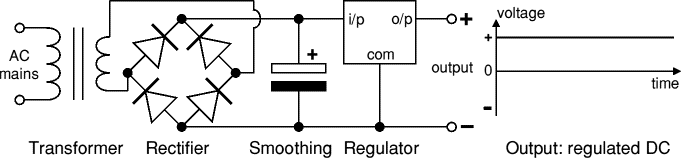 AC
mains
+
i/p
o/p
com
+
output
−
voltage
+
0
-
time
Transformer
Rectifier
Smoothing
Regulator
Output: regulated DC